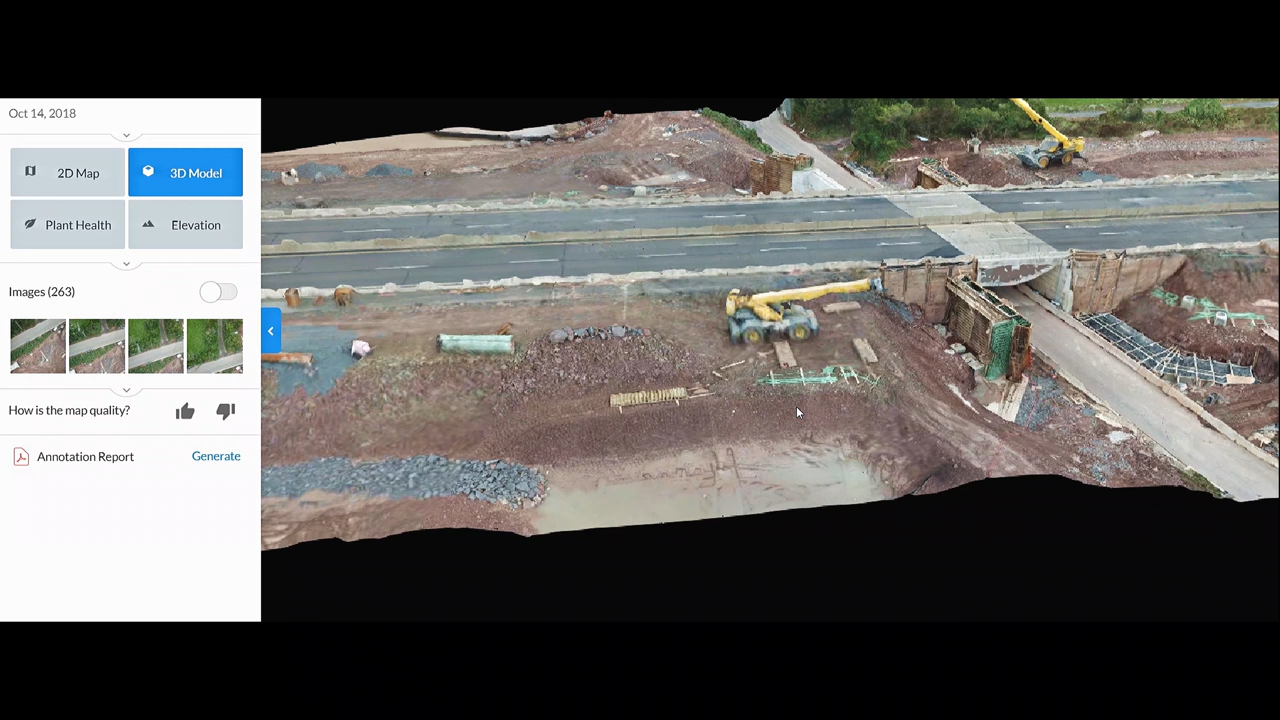 Oct 14, 2018
2D Map
3D Model
Plant Health
Elevation
Images (263)
How is the map quality?
Annotation Report
Generate